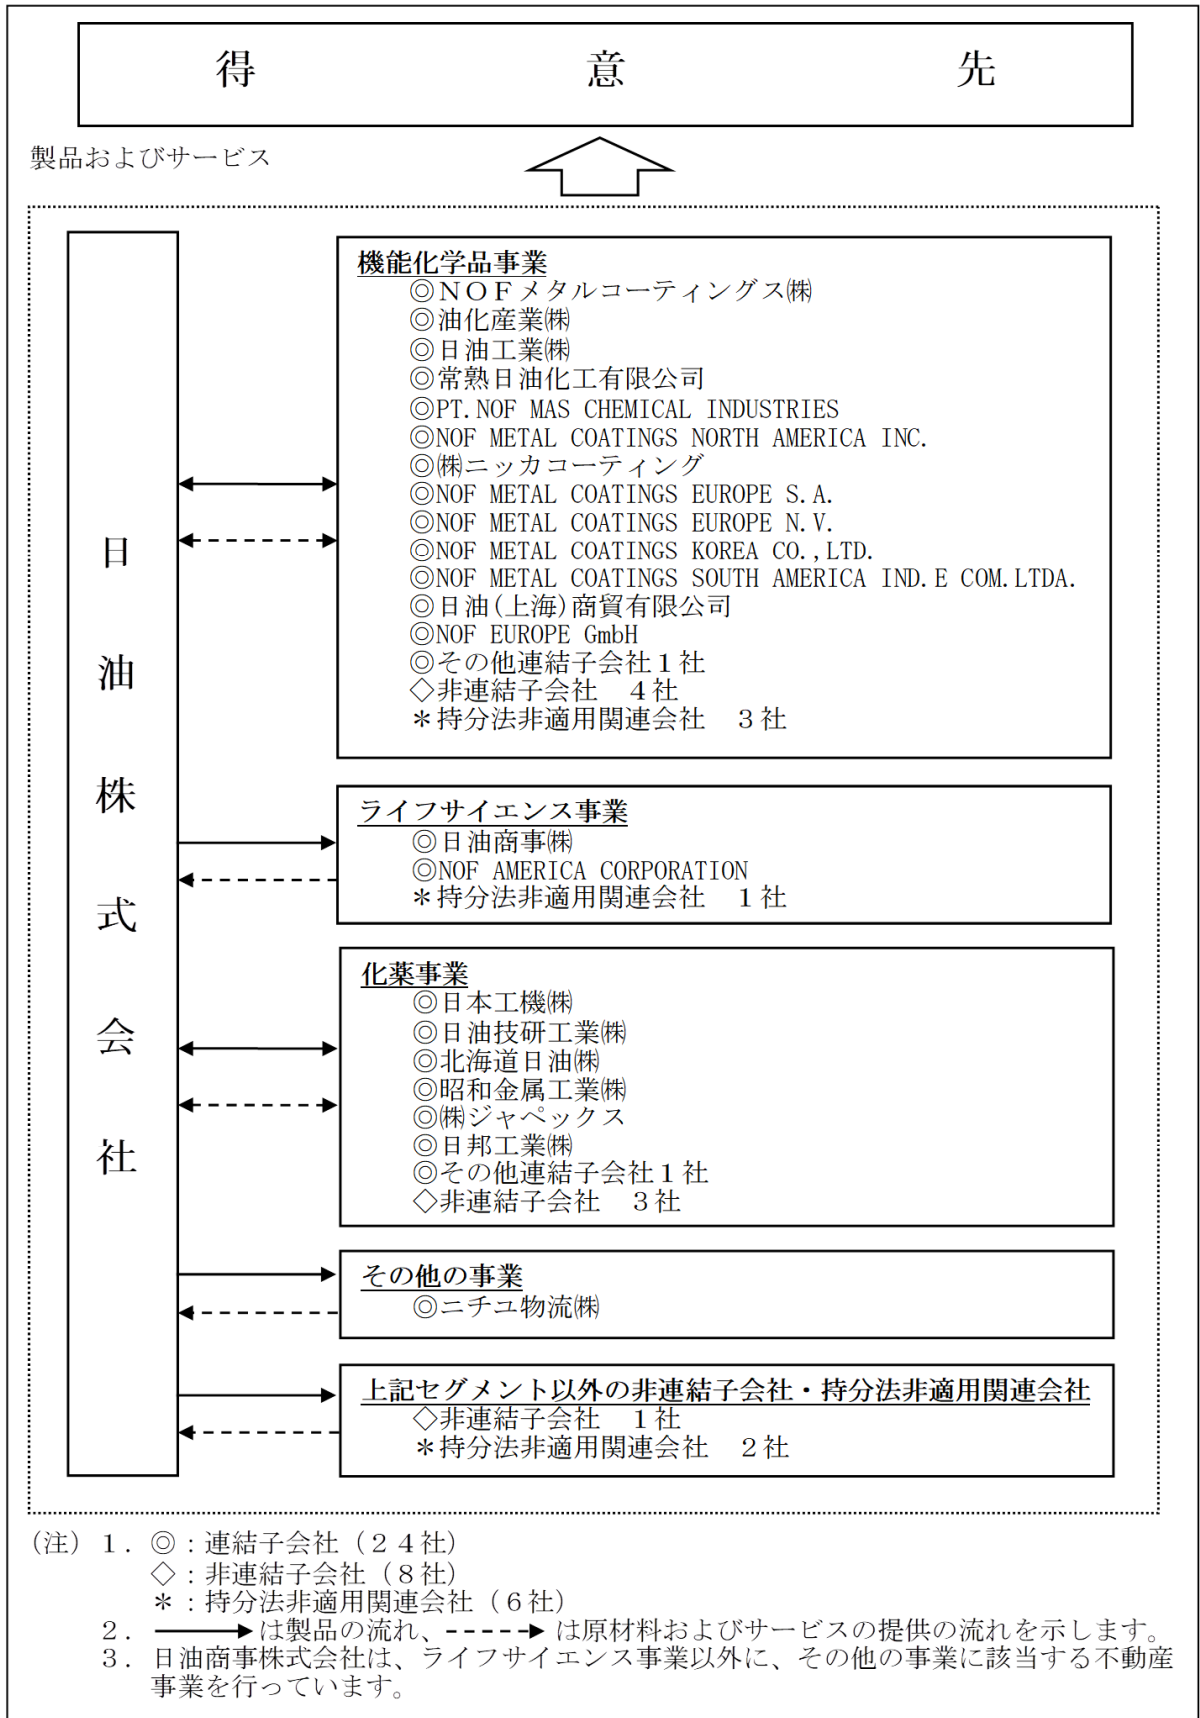 得意先
製品およびサービス
日油株式会社
機能化学品事業
◎ＮＯＦメタルコーティングス㈱
◎油化産業㈱
◎日油工業㈱
◎常熟日油化工有限公司
◎PT.NOF MAS CHEMICAL INDUSTRIES
◎NOF METAL COATINGS NORTH AMERICA INC.
◎㈱ニッカコーティング
◎NOF METAL COATINGS EUROPE S.A.
◎NOF METAL COATINGS EUROPE N.V.
◎NOF METAL COATINGS KOREA CO.,LTD.
◎NOF METAL COATINGS SOUTH AMERICA IND.E COM.LTDA.
◎日油(上海)商貿有限公司
◎NOF EUROPE GmbH
◎その他連結子会社１社
◇非連結子会社　４社
＊持分法非適用関連会社　３社
ライフサイエンス事業
◎日油商事㈱
◎NOF AMERICA CORPORATION
＊持分法非適用関連会社　１社
化薬事業
◎日本工機㈱
◎日油技研工業㈱
◎北海道日油㈱
◎昭和金属工業㈱
◎㈱ジャペックス
◎日邦工業㈱
◎その他連結子会社１社
◇非連結子会社　３社
その他の事業
◎ニチユ物流㈱
上記セグメント以外の非連結子会社・持分法非適用関連会社
◇非連結子会社　１社
＊持分法非適用関連会社　２社
（注）１．◎：連結子会社（２４社）
◇：非連結子会社（８社）
＊：持分法非適用関連会社（６社）
２．───▶は製品の流れ、----▶は原材料およびサービスの提供の流れを示します。
３．日油商事株式会社は、ライフサイエンス事業以外に、その他の事業に該当する不動産
事業を行っています。